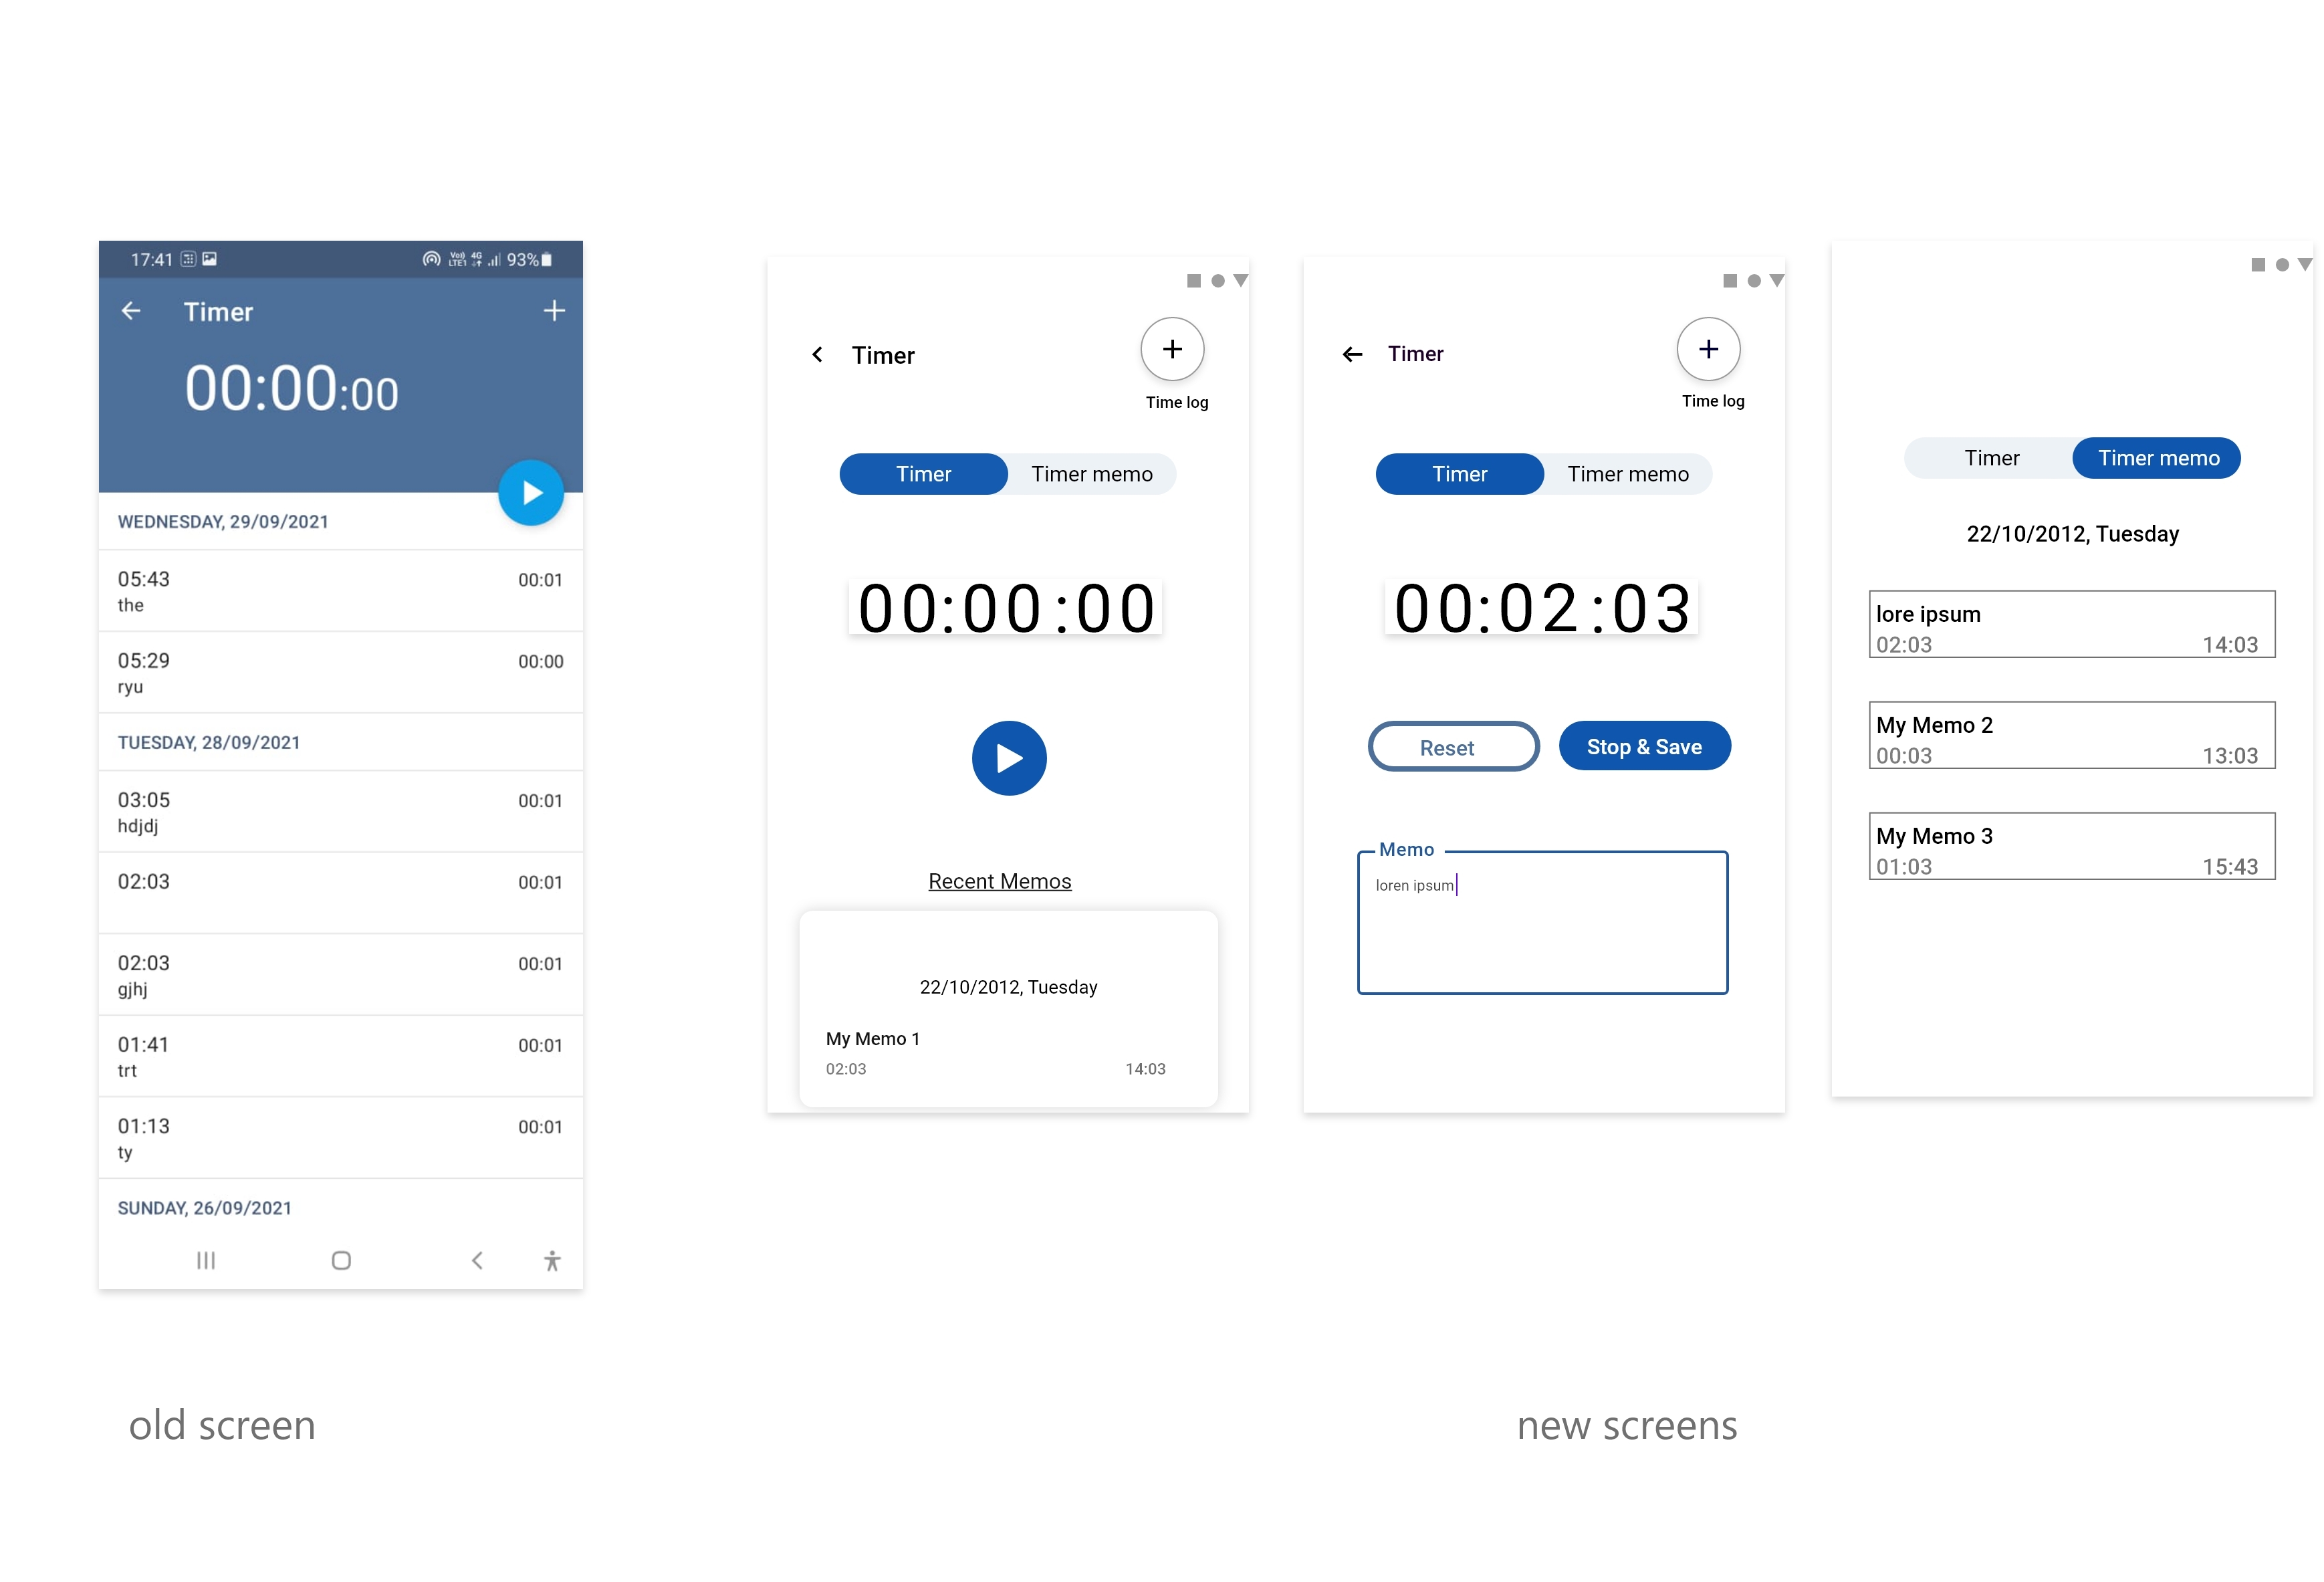 17:41 Vo)) LTE1 4G 93%
Timer
00:00:00
WEDNESDAY, 29/09/2021
05:43 00:01
the
05:29 00:00
ryu
TUESDAY, 28/09/2021
03:05 00:01
hdjdj
02:03 00:01
02:03 00:01
gjhj
01:41 00:01
trt
01:13 00:01
ty
SUNDAY, 26/09/2021
old screen
Timer
Time log
Timer Timer memo
00:00:00
Recent Memos
22/10/2012, Tuesday
My Memo 1
02:03 14:03
Timer
Time log
Timer Timer memo
00:02:03
Reset Stop & Save
Memo
loren ipsum
Timer Timer memo
22/10/2012, Tuesday
lore ipsum
02:03 14:03
My Memo 2
00:03 13:03
My Memo 3
01:03 15:43
new screens